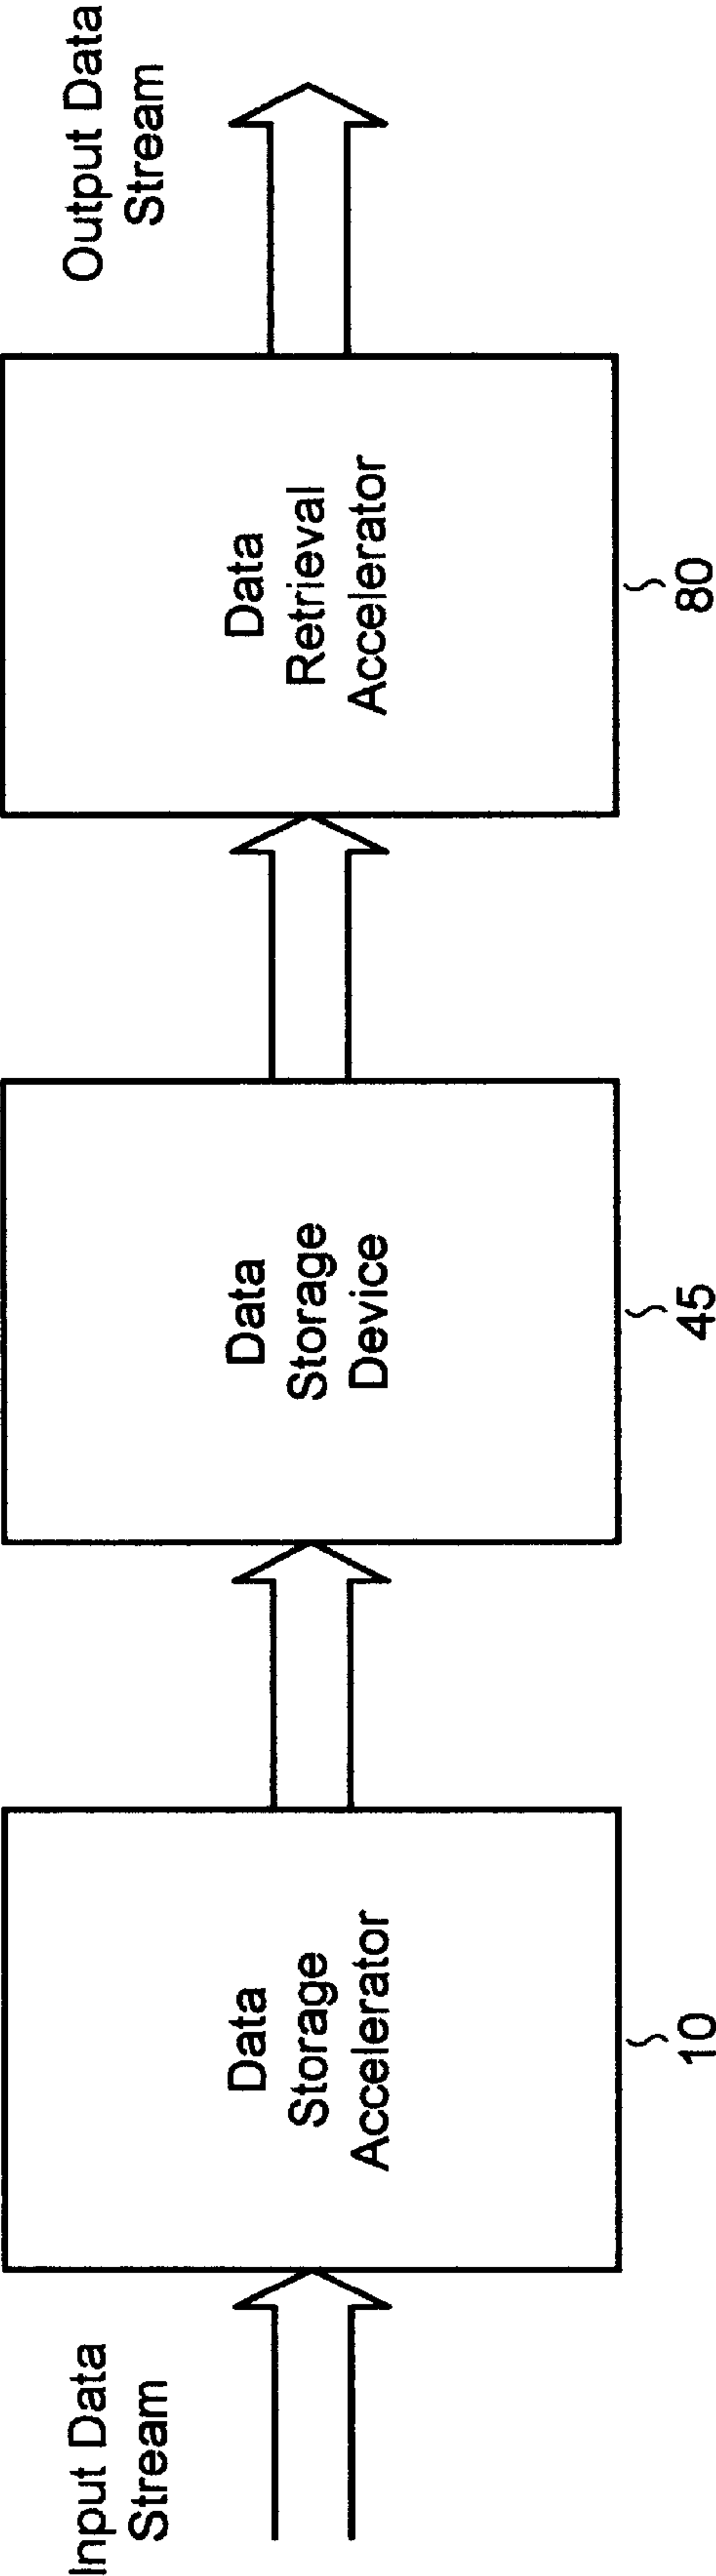 Input Data
Stream
Data
Storage
Accelerator
10
Data
Storage
Device
45
Data
Retrieval
Accelerator
80
Output Data
Stream